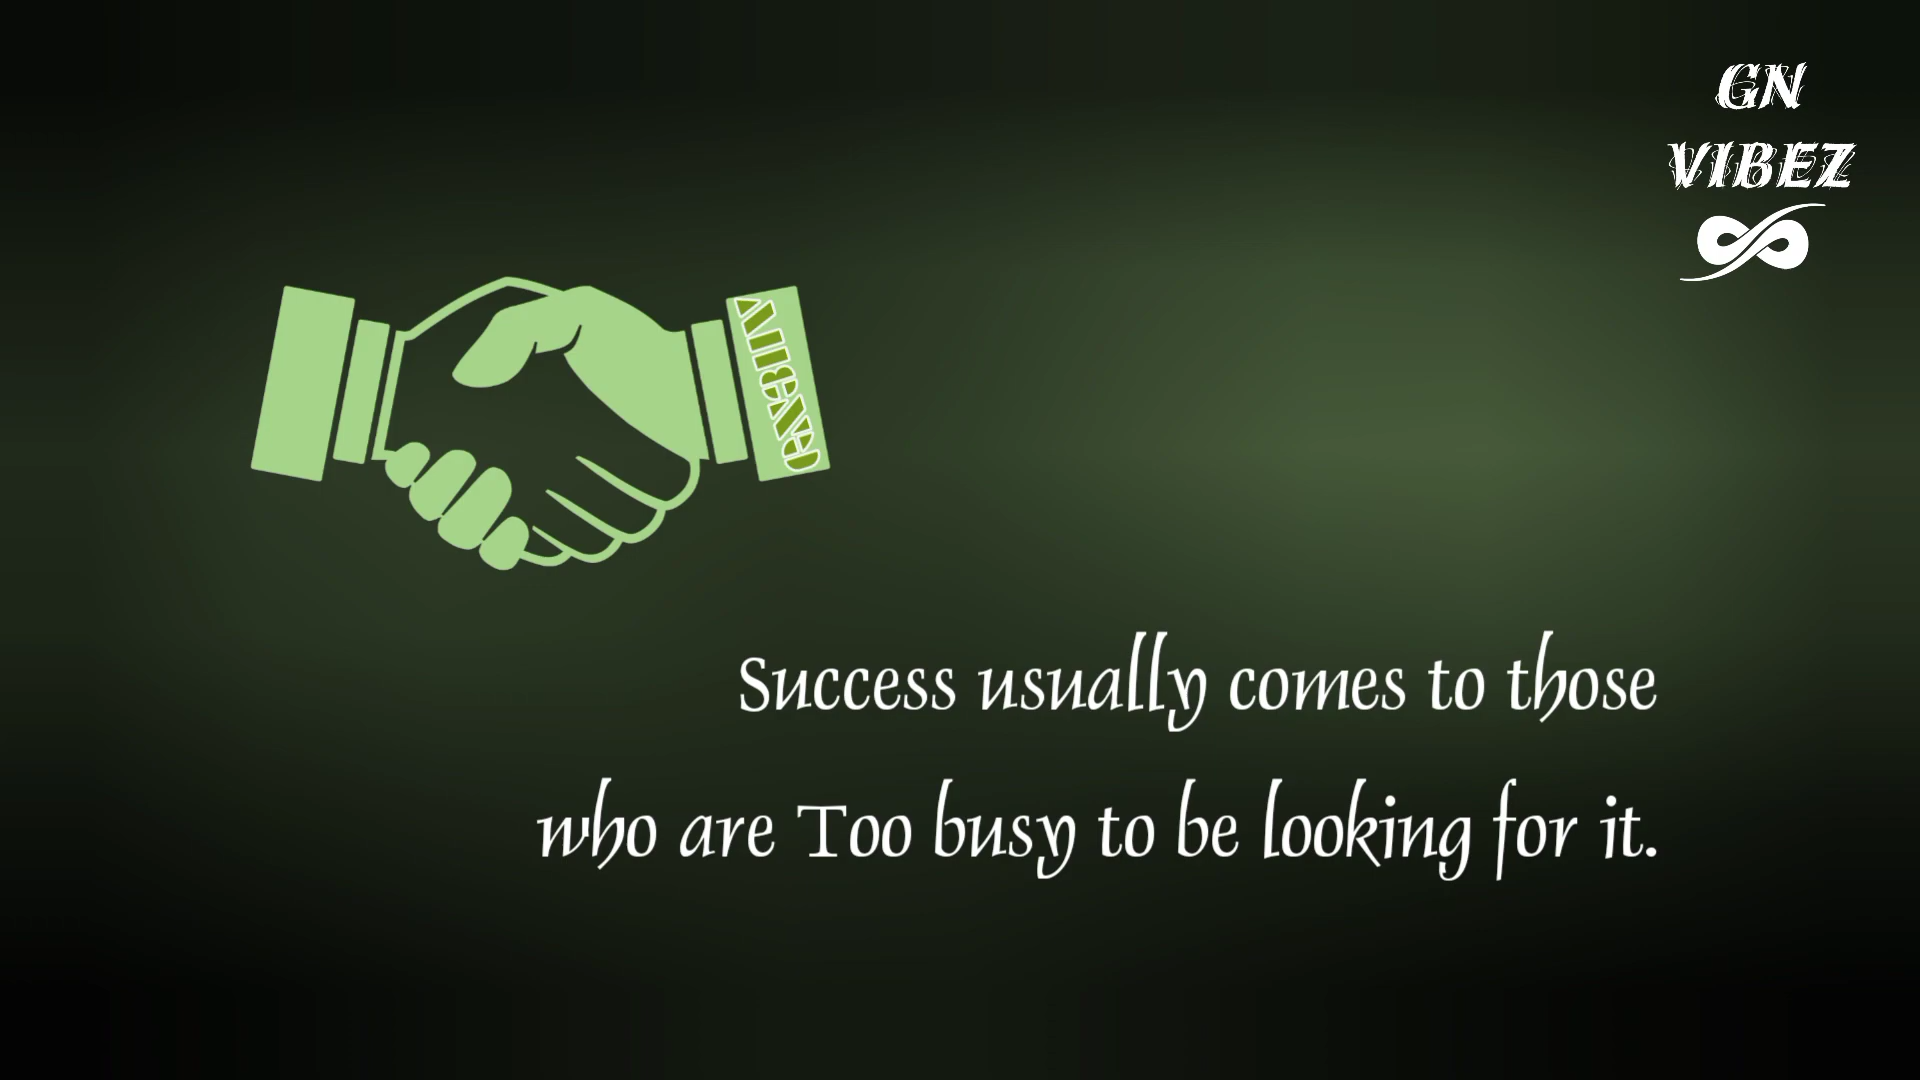 GN
VIBEZ
Success usually comes to those
who are Too busy to be looking for it.